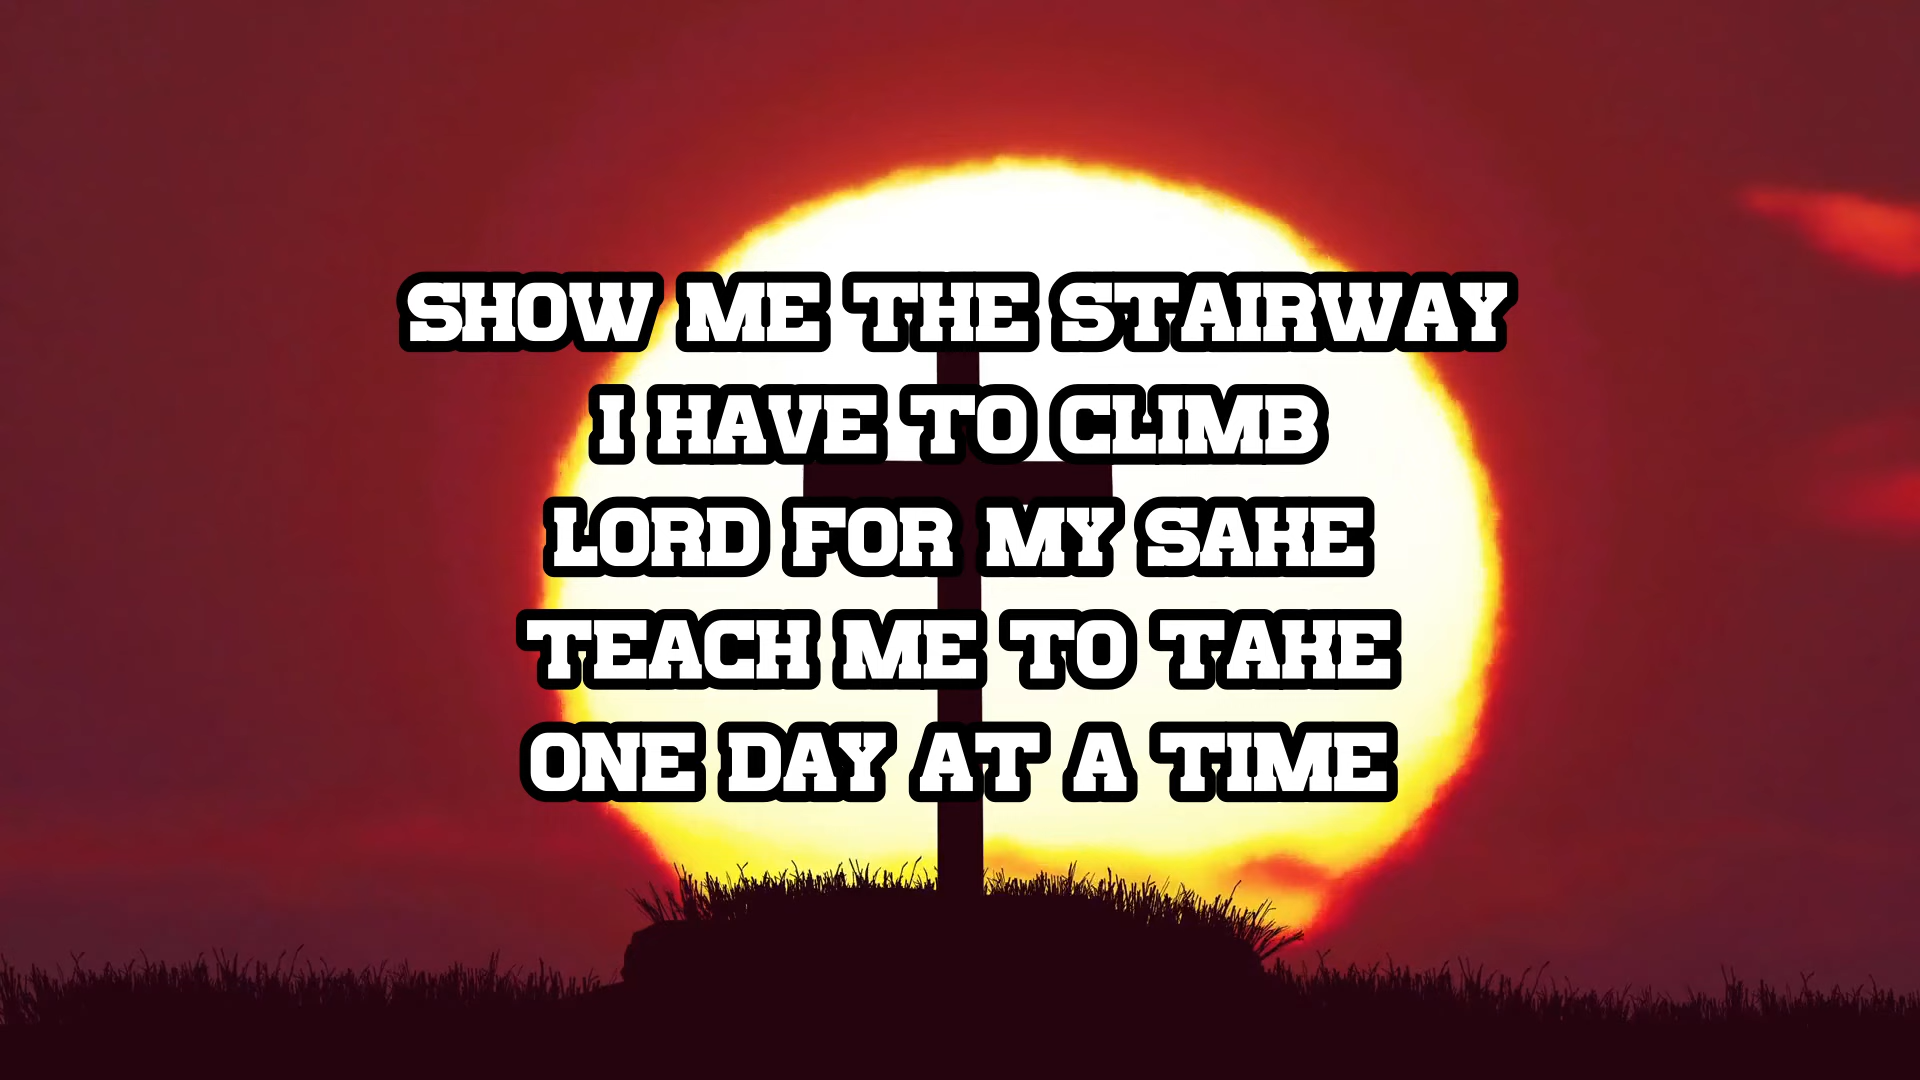 SHOW ME THE STAIRWAY
I HAVE TO CLIMB
LORD FOR MY SAKE
TEACH ME TO TAKE
ONE DAY AT A TIME